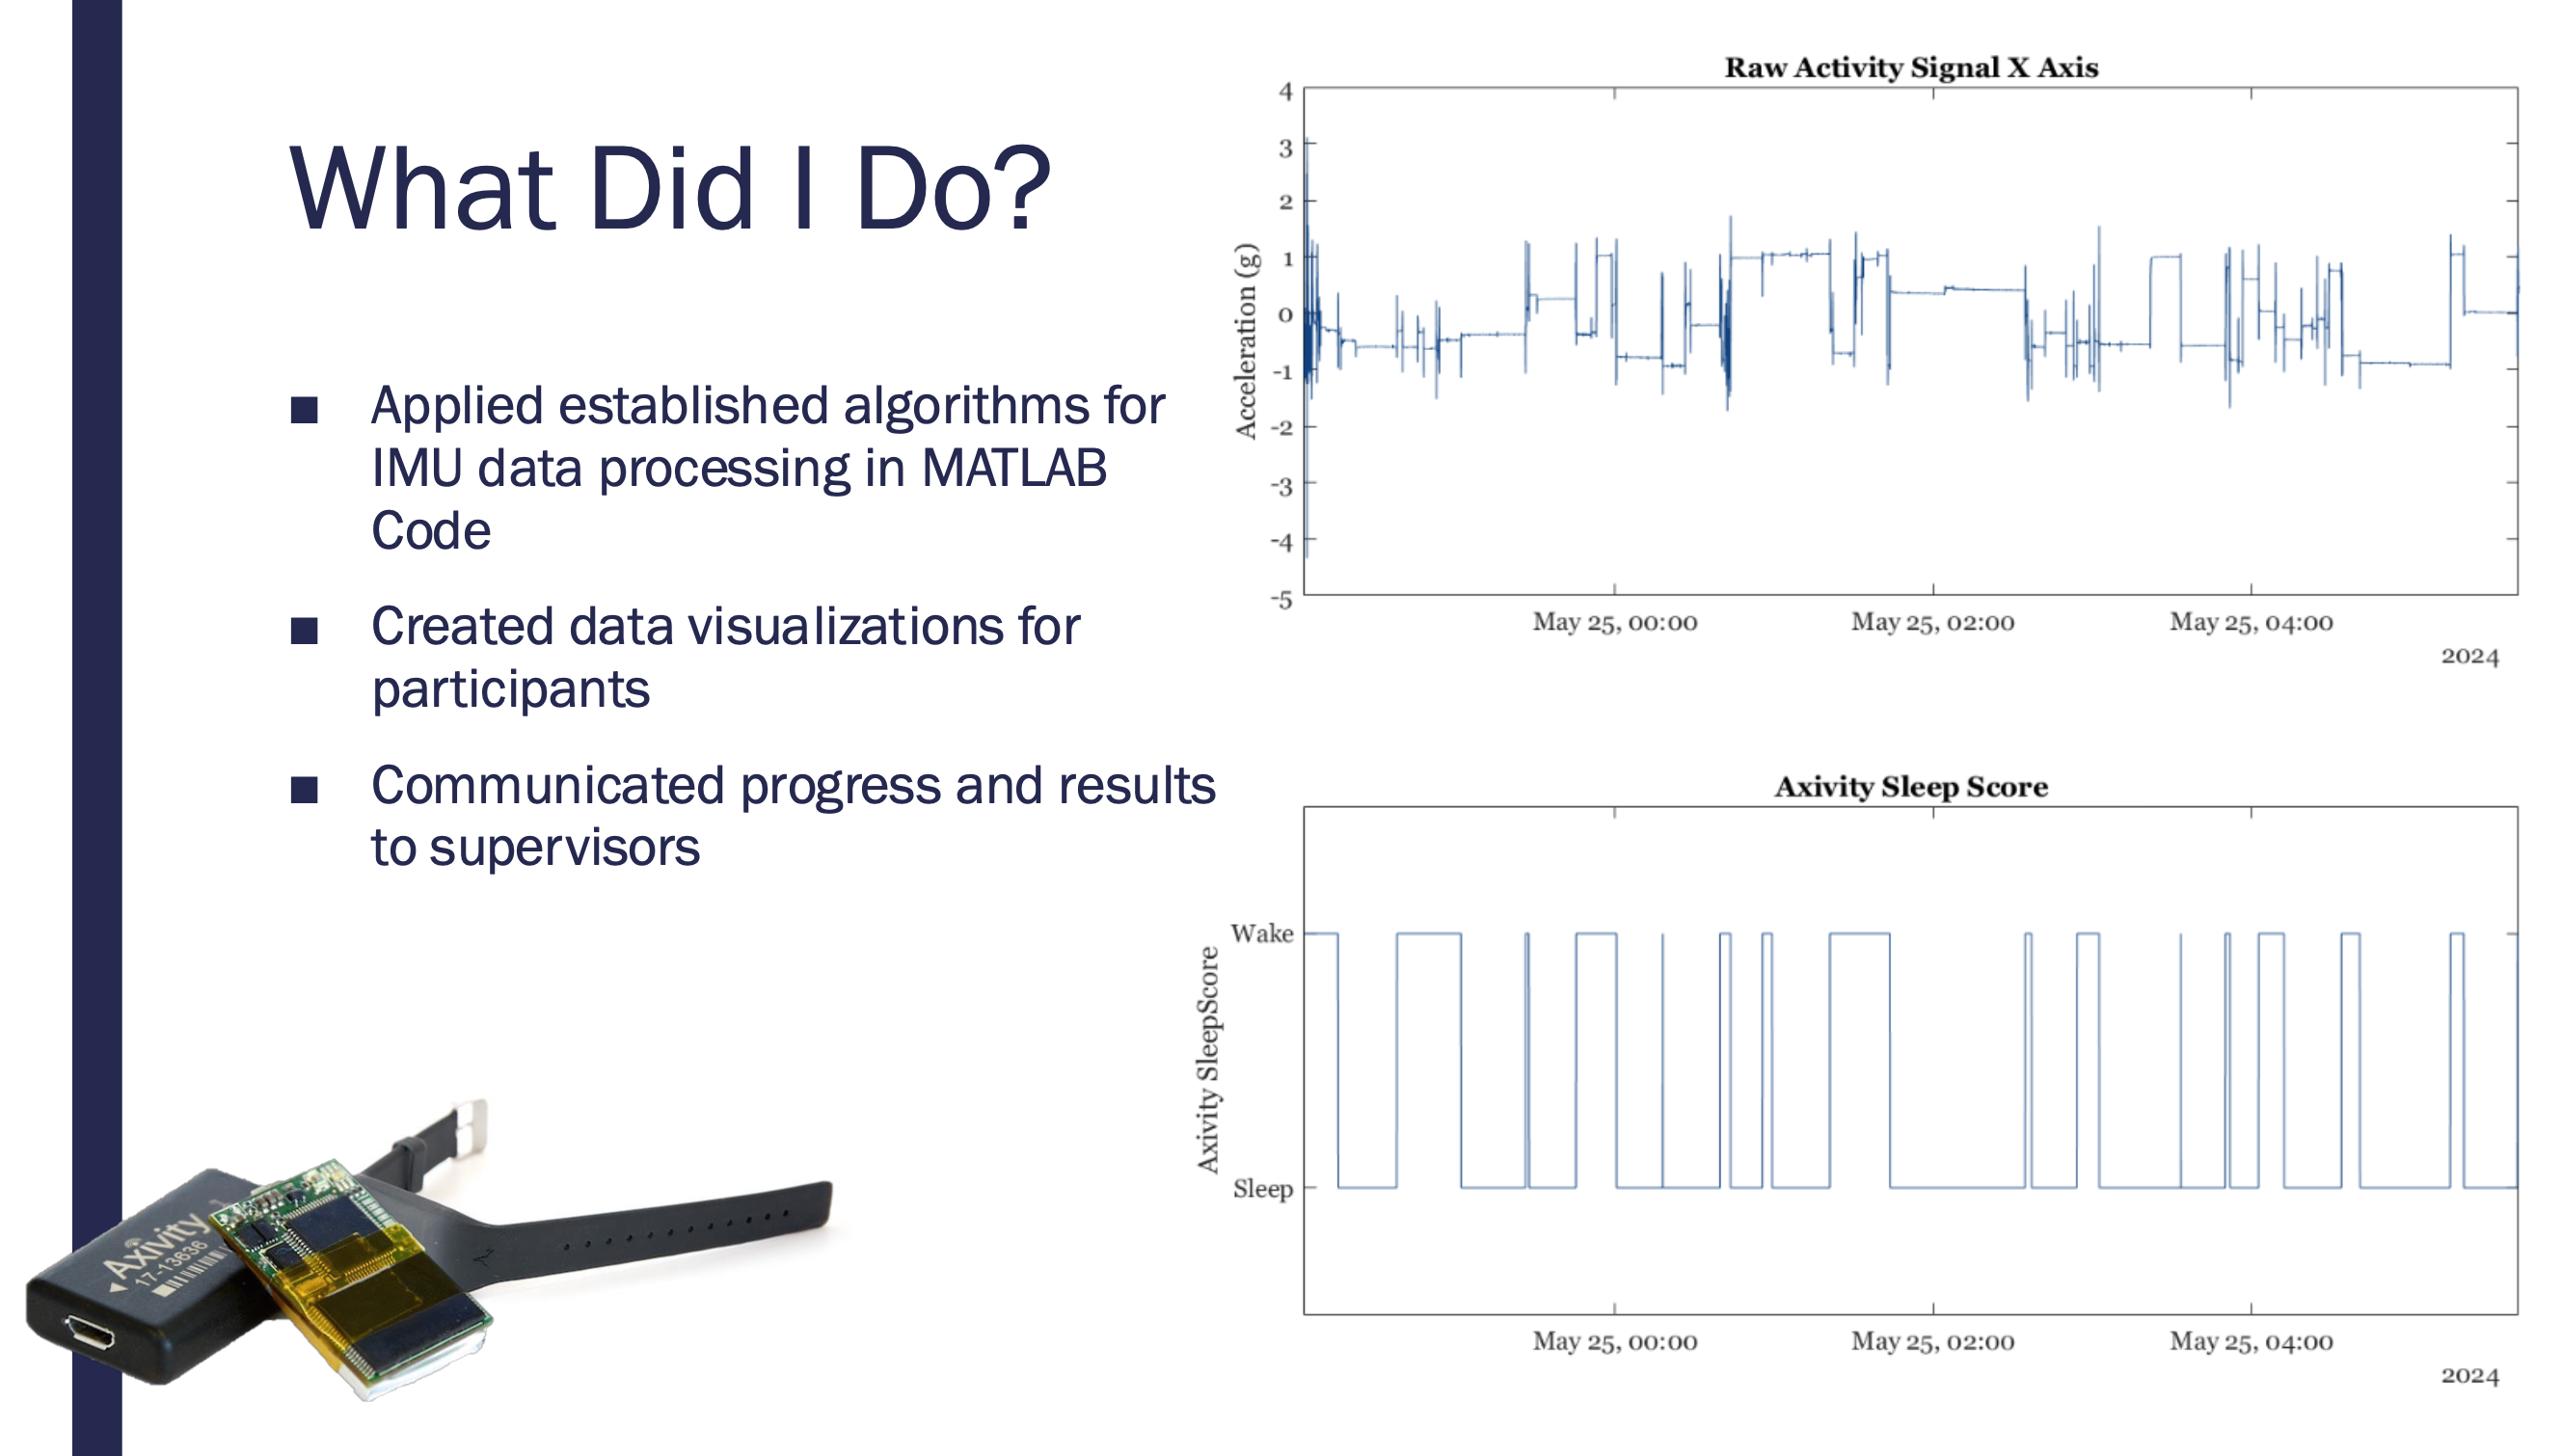 What Did I Do?
■ Applied established algorithms for
IMU data processing in MATLAB
Code
■ Created data visualizations for
participants
■ Communicated progress and results
to supervisors
Axivity
17-13636
Raw Activity Signal X Axis
Acceleration (g)
4
3
2
1
0
-1
-2
-3
-4
-5
May 25, 00:00 May 25, 02:00 May 25, 04:00
2024
Axivity Sleep Score
Axivity SleepScore
Wake
Sleep
May 25, 00:00 May 25, 02:00 May 25, 04:00
2024